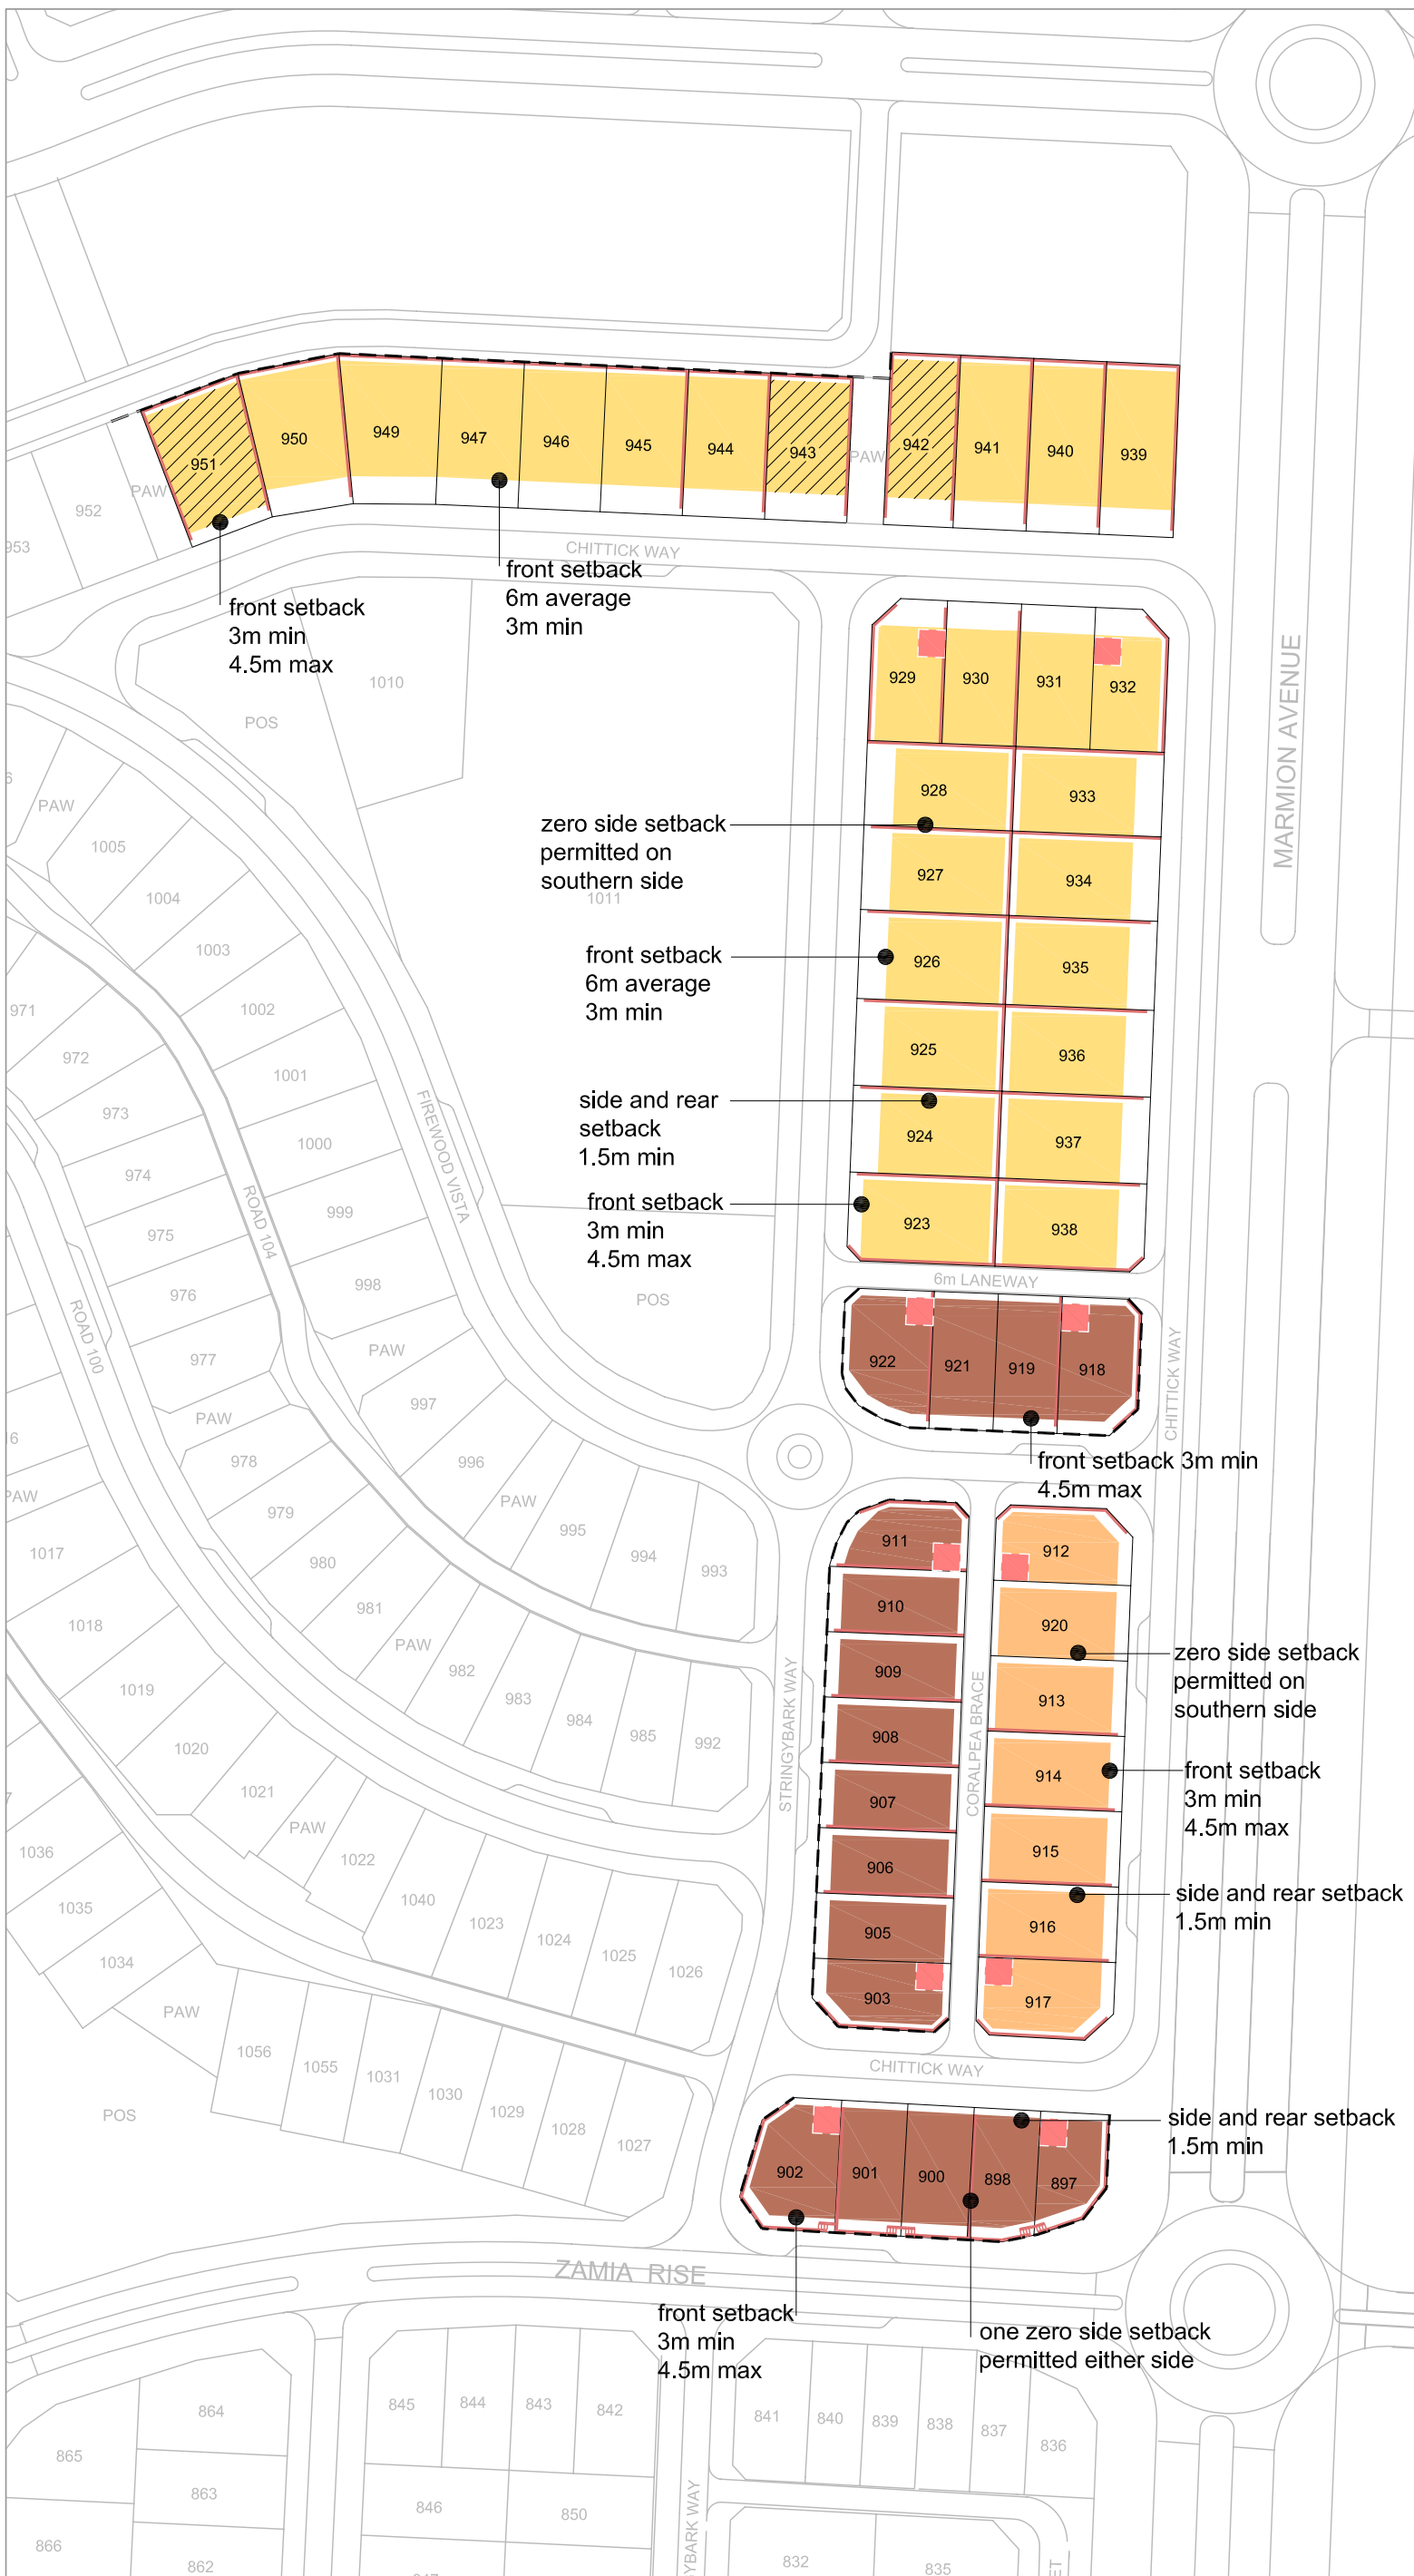 951
950
949
947
946
945
944
943
PAW
942
941
940
939
PAW
952
953
CHITTICK WAY
front setback
6m average
3m min
front setback
3m min
4.5m max
1010
POS
929
930
931
932
MARMION AVENUE
928
933
PAW
1005
zero side setback
permitted on
southern side
1004
927
934
1011
1003
front setback
6m average
3m min
926
935
971
1002
972
1001
925
936
973
FIREWOOD VISTA
side and rear
setback
1.5m min
1000
924
937
974
ROAD 104
999
front setback
3m min
4.5m max
923
938
975
998
976
POS
6m LANEWAY
ROAD 100
977
PAW
922
921
919
918
CHITTICK WAY
PAW
997
978
996
front setback 3m min
4.5m max
PAW
979
PAW
995
994
993
911
912
1017
980
981
910
920
1018
PAW
982
909
zero side setback
permitted on
southern side
1019
983
984
985
992
STRINGYBARK WAY
CORALPEA BRACE
913
1020
908
914
front setback
3m min
4.5m max
1021
907
PAW
1036
1022
906
915
1035
1040
1023
1024
1025
1026
905
916
side and rear setback
1.5m min
1034
PAW
903
917
1056
1055
1031
1030
1029
1028
1027
CHITTICK WAY
POS
side and rear setback
1.5m min
902
901
900
898
897
ZAMIA RISE
front setback
3m min
4.5m max
one zero side setback
permitted either side
864
845
844
843
842
841
840
839
838
837
836
865
863
846
850
YBARK WAY
866
862
832
835